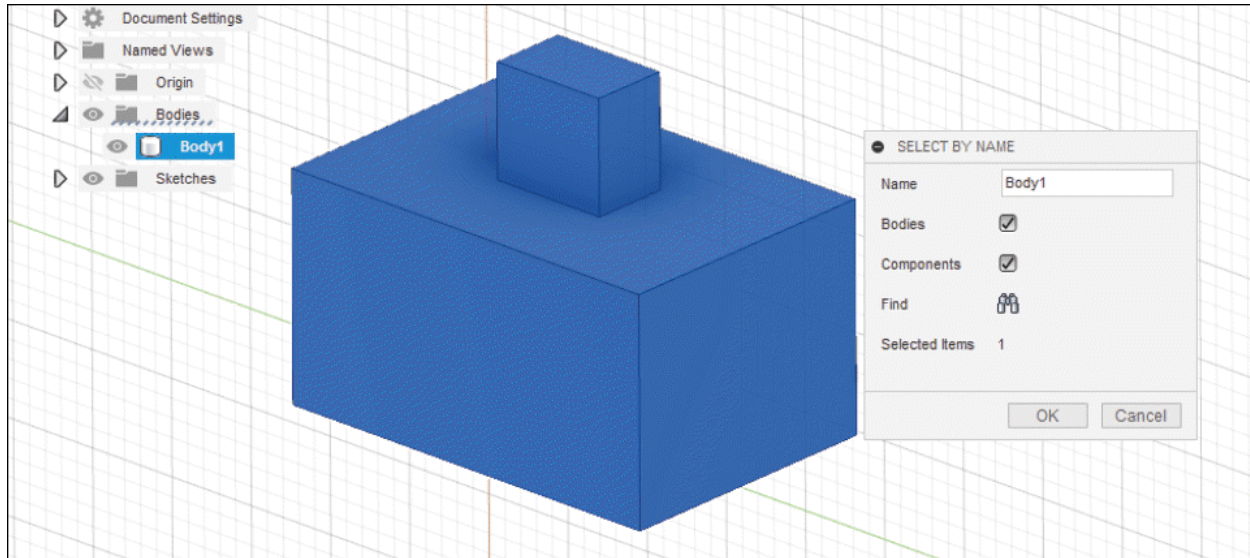 Document Settings
Named Views
Origin
Bodies
Body1
Sketches
SELECT BY NAME
Name Body1
Bodies
Components
Find
Selected Items 1
OK Cancel